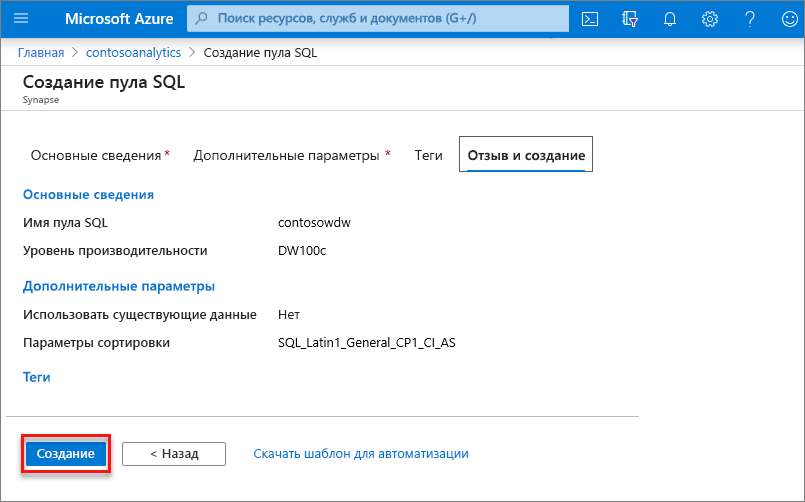 Microsoft Azure
Поиск ресурсов, служб и документов (G+/)
Главная > contosoanalytics > Создание пула SQL
Создание пула SQL
Synapse
Основные сведения * Дополнительные параметры * Теги Отзыв и создание
Основные сведения
Имя пула SQL contosowdw
Уровень производительности DW100c
Дополнительные параметры
Использовать существующие данные Нет
Параметры сортировки SQL_Latin1_General_CP1_CI_AS
Теги
Создание < Назад Скачать шаблон для автоматизации